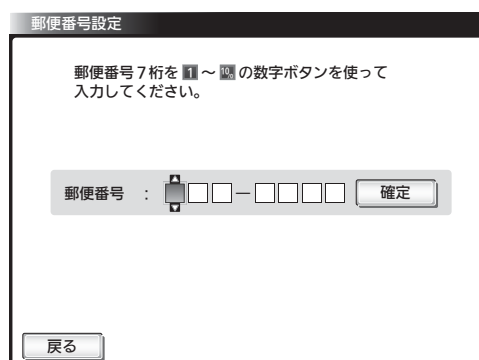 郵便番号設定
郵便番号7桁を 1 ～ 10 の数字ボタンを使って
入力してください。
郵便番号 : □□□－□□□□ 確定
戻る